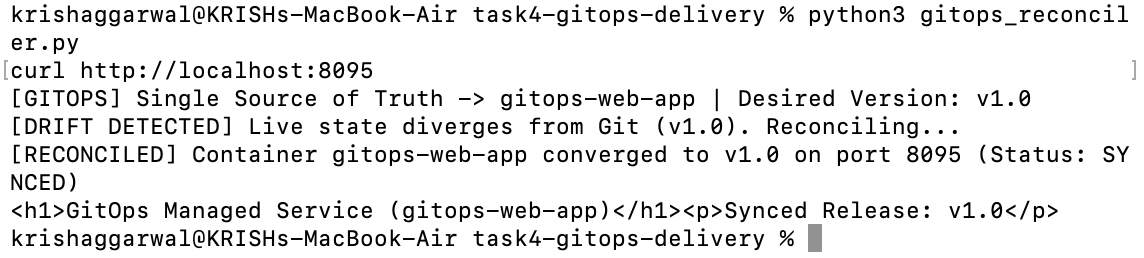 krishaggarwal@KRISHs-MacBook-Air task4-gitops-delivery % python3 gitops_reconcil
er.py
[curl http://localhost:8095 ]
[GITOPS] Single Source of Truth -> gitops-web-app | Desired Version: v1.0
[DRIFT DETECTED] Live state diverges from Git (v1.0). Reconciling...
[RECONCILED] Container gitops-web-app converged to v1.0 on port 8095 (Status: SY
NCED)
<h1>GitOps Managed Service (gitops-web-app)</h1><p>Synced Release: v1.0</p>
krishaggarwal@KRISHs-MacBook-Air task4-gitops-delivery %